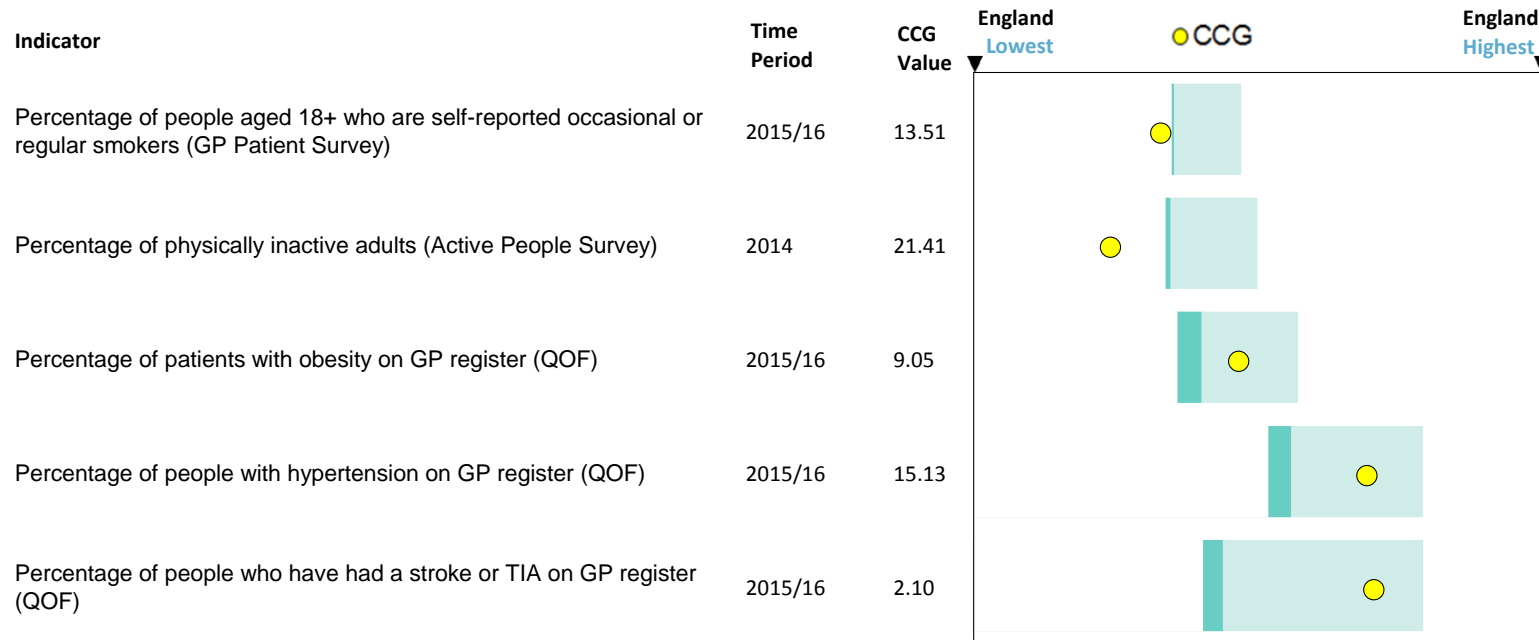 Indicator
Time
Period
CCG
Value
England
Lowest
CCG
England
Highest
Percentage of people aged 18+ who are self-reported occasional or
regular smokers (GP Patient Survey)
2015/16
13.51
Percentage of physically inactive adults (Active People Survey)
2014
21.41
Percentage of patients with obesity on GP register (QOF)
2015/16
9.05
Percentage of people with hypertension on GP register (QOF)
2015/16
15.13
Percentage of people who have had a stroke or TIA on GP register
(QOF)
2015/16
2.10